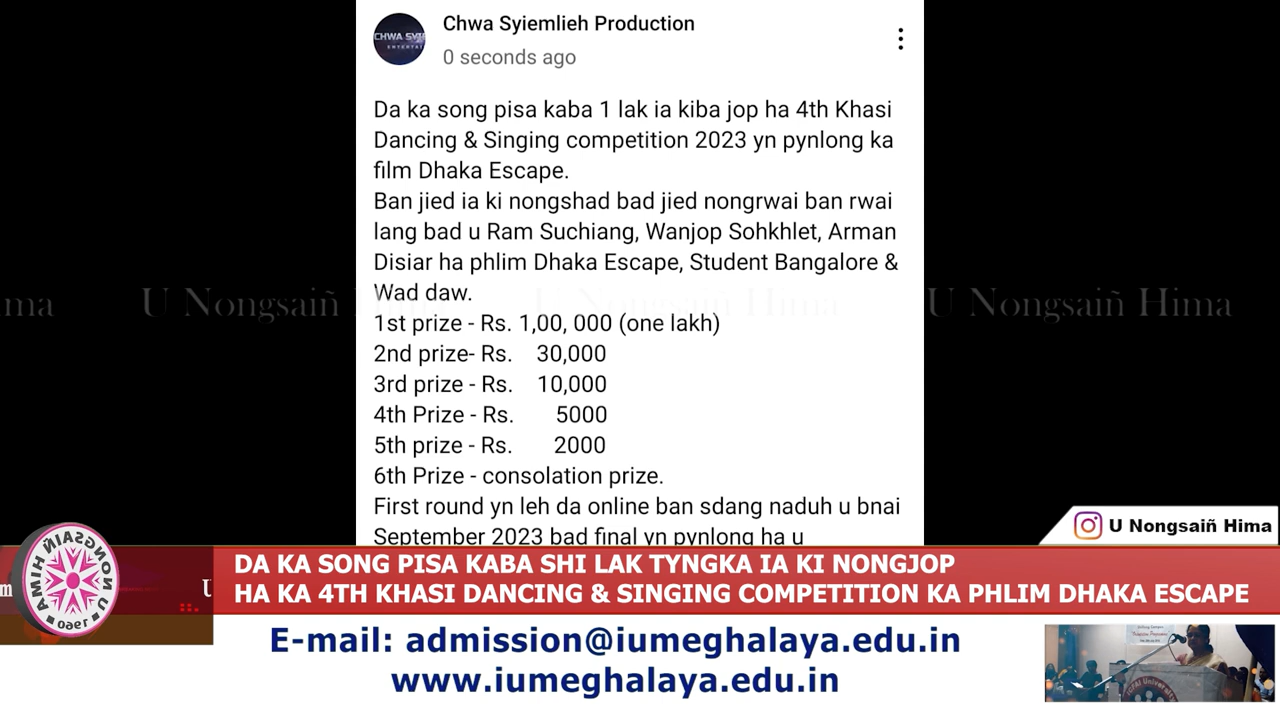 CHWA SYIE
ENTERTAI
Chwa Syiemlieh Production
0 seconds ago
Da ka song pisa kaba 1 lak ia kiba jop ha 4th Khasi
Dancing & Singing competition 2023 yn pynlong ka
film Dhaka Escape.
Ban jied ia ki nongshad bad jied nongrwai ban rwai
lang bad u Ram Suchiang, Wanjop Sohkhlet, Arman
Disiar ha phlim Dhaka Escape, Student Bangalore &
Wad daw.
ima U Nongsaiñ Hima U Nongsaiñ Hima U Nongsaiñ Hima
1st prize - Rs. 1,00, 000 (one lakh)
2nd prize- Rs. 30,000
3rd prize - Rs. 10,000
4th Prize - Rs. 5000
5th prize - Rs. 2000
6th Prize - consolation prize.
First round yn leh da online ban sdang naduh u bnai
September 2023 bad final yn pynlong ha u
U Nongsaiñ Hima
U NONGSAIÑ HIMA
1960
m U
DA KA SONG PISA KABA SHI LAK TYNGKA IA KI NONGJOP
HA KA 4TH KHASI DANCING & SINGING COMPETITION KA PHLIM DHAKA ESCAPE
E-mail: admission@iumeghalaya.edu.in
www.iumeghalaya.edu.in